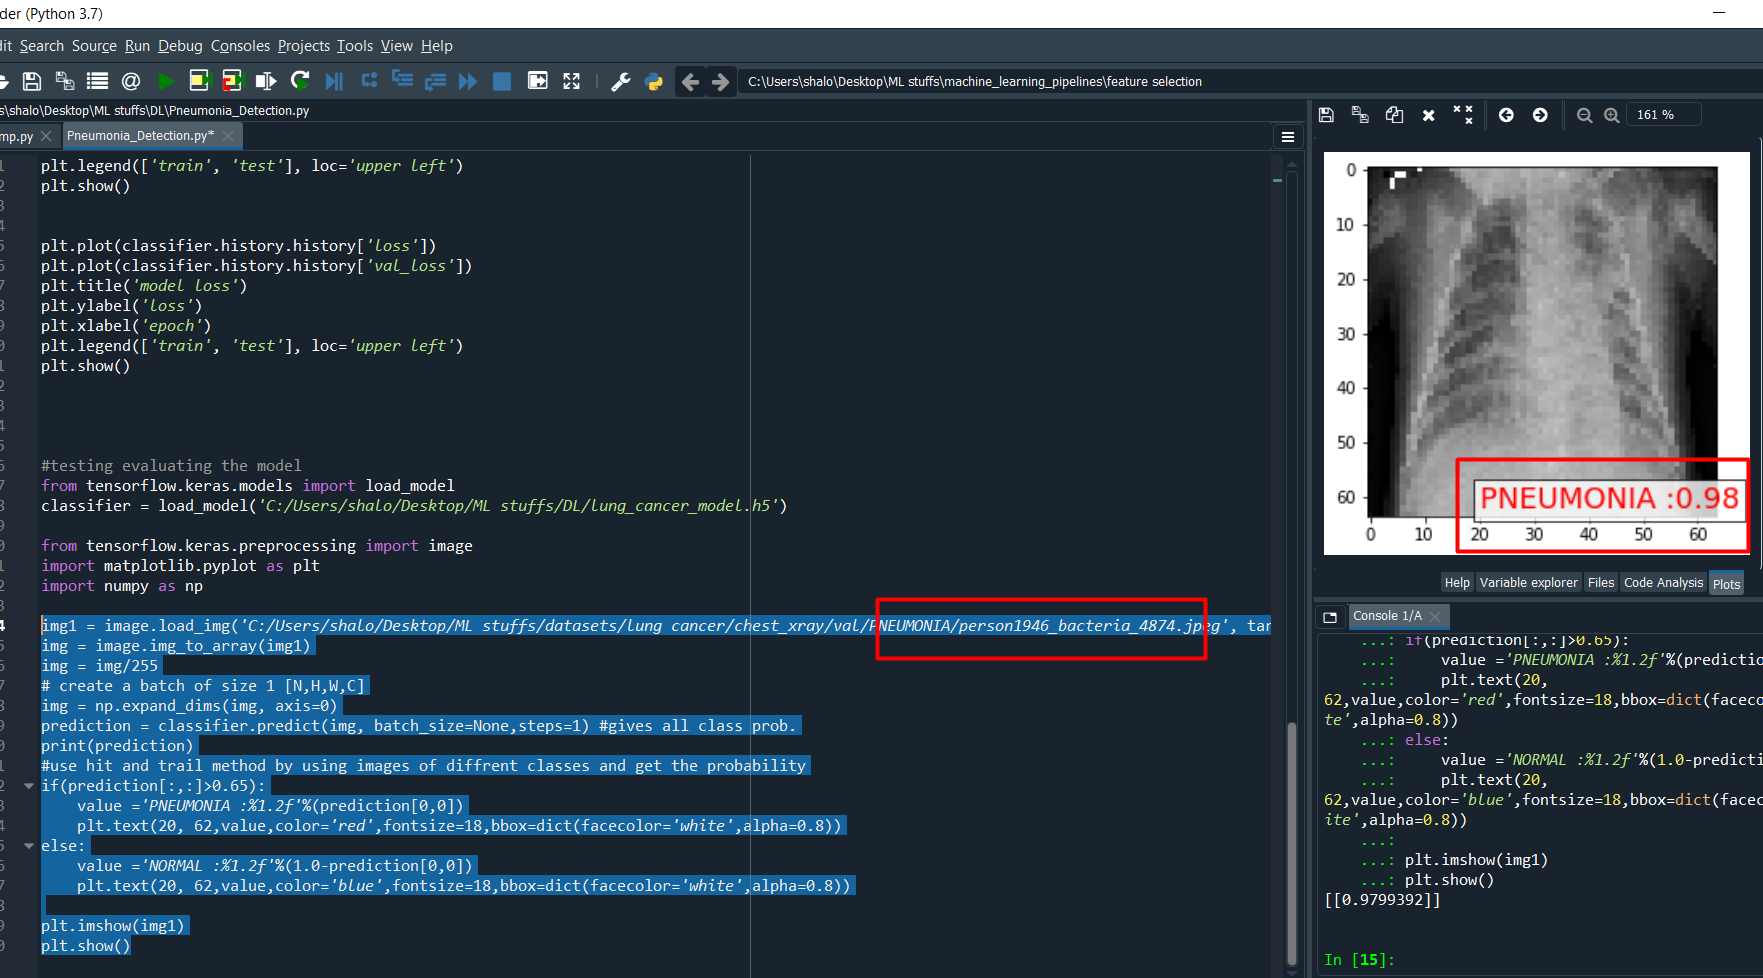 der (Python 3.7)
dit Search Source Run Debug Consoles Projects Tools View Help
C:\Users\shalo\Desktop\ML stuffs\machine_learning_pipelines\feature selection
s\shalo\Desktop\ML stuffs\DL\Pneumonia_Detection.py
mp.py
Pneumonia_Detection.py*
plt.legend(['train', 'test'], loc='upper left')
plt.show()
plt.plot(classifier.history.history['loss'])
plt.plot(classifier.history.history['val_loss'])
plt.title('model loss')
plt.ylabel('loss')
plt.xlabel('epoch')
plt.legend(['train', 'test'], loc='upper left')
plt.show()
#testing evaluating the model
from tensorflow.keras.models import load_model
classifier = load_model('C:/Users/shalo/Desktop/ML stuffs/DL/lung_cancer_model.h5')
from tensorflow.keras.preprocessing import image
import matplotlib.pyplot as plt
import numpy as np
img1 = image.load_img('C:/Users/shalo/Desktop/ML stuffs/datasets/lung cancer/chest_xray/val/PNEUMONIA/person1946_bacteria_4874.jpeg', tar
img = image.img_to_array(img1)
img = img/255
# create a batch of size 1 [N,H,W,C]
img = np.expand_dims(img, axis=0)
prediction = classifier.predict(img, batch_size=None,steps=1) #gives all class prob.
print(prediction)
#use hit and trail method by using images of diffrent classes and get the probability
if(prediction[:,:]>0.65):
value ='PNEUMONIA :%1.2f'%(prediction[0,0])
plt.text(20, 62,value,color='red',fontsize=18,bbox=dict(facecolor='white',alpha=0.8))
else:
value ='NORMAL :%1.2f'%(1.0-prediction[0,0])
plt.text(20, 62,value,color='blue',fontsize=18,bbox=dict(facecolor='white',alpha=0.8))
plt.imshow(img1)
plt.show()
161 %
0
10
20
30
40
50
60
PNEUMONIA :0.98
0 10 20 30 40 50 60
Help Variable explorer Files Code Analysis Plots
Console 1/A
...: if(prediction[:,:]>0.65):
...: value ='PNEUMONIA :%1.2f'%(predictio
...: plt.text(20,
62,value,color='red',fontsize=18,bbox=dict(faceco
te',alpha=0.8))
...: else:
...: value ='NORMAL :%1.2f'%(1.0-predicti
...: plt.text(20,
62,value,color='blue',fontsize=18,bbox=dict(facec
ite',alpha=0.8))
...:
...: plt.imshow(img1)
...: plt.show()
[[0.9799392]]
In [15]: